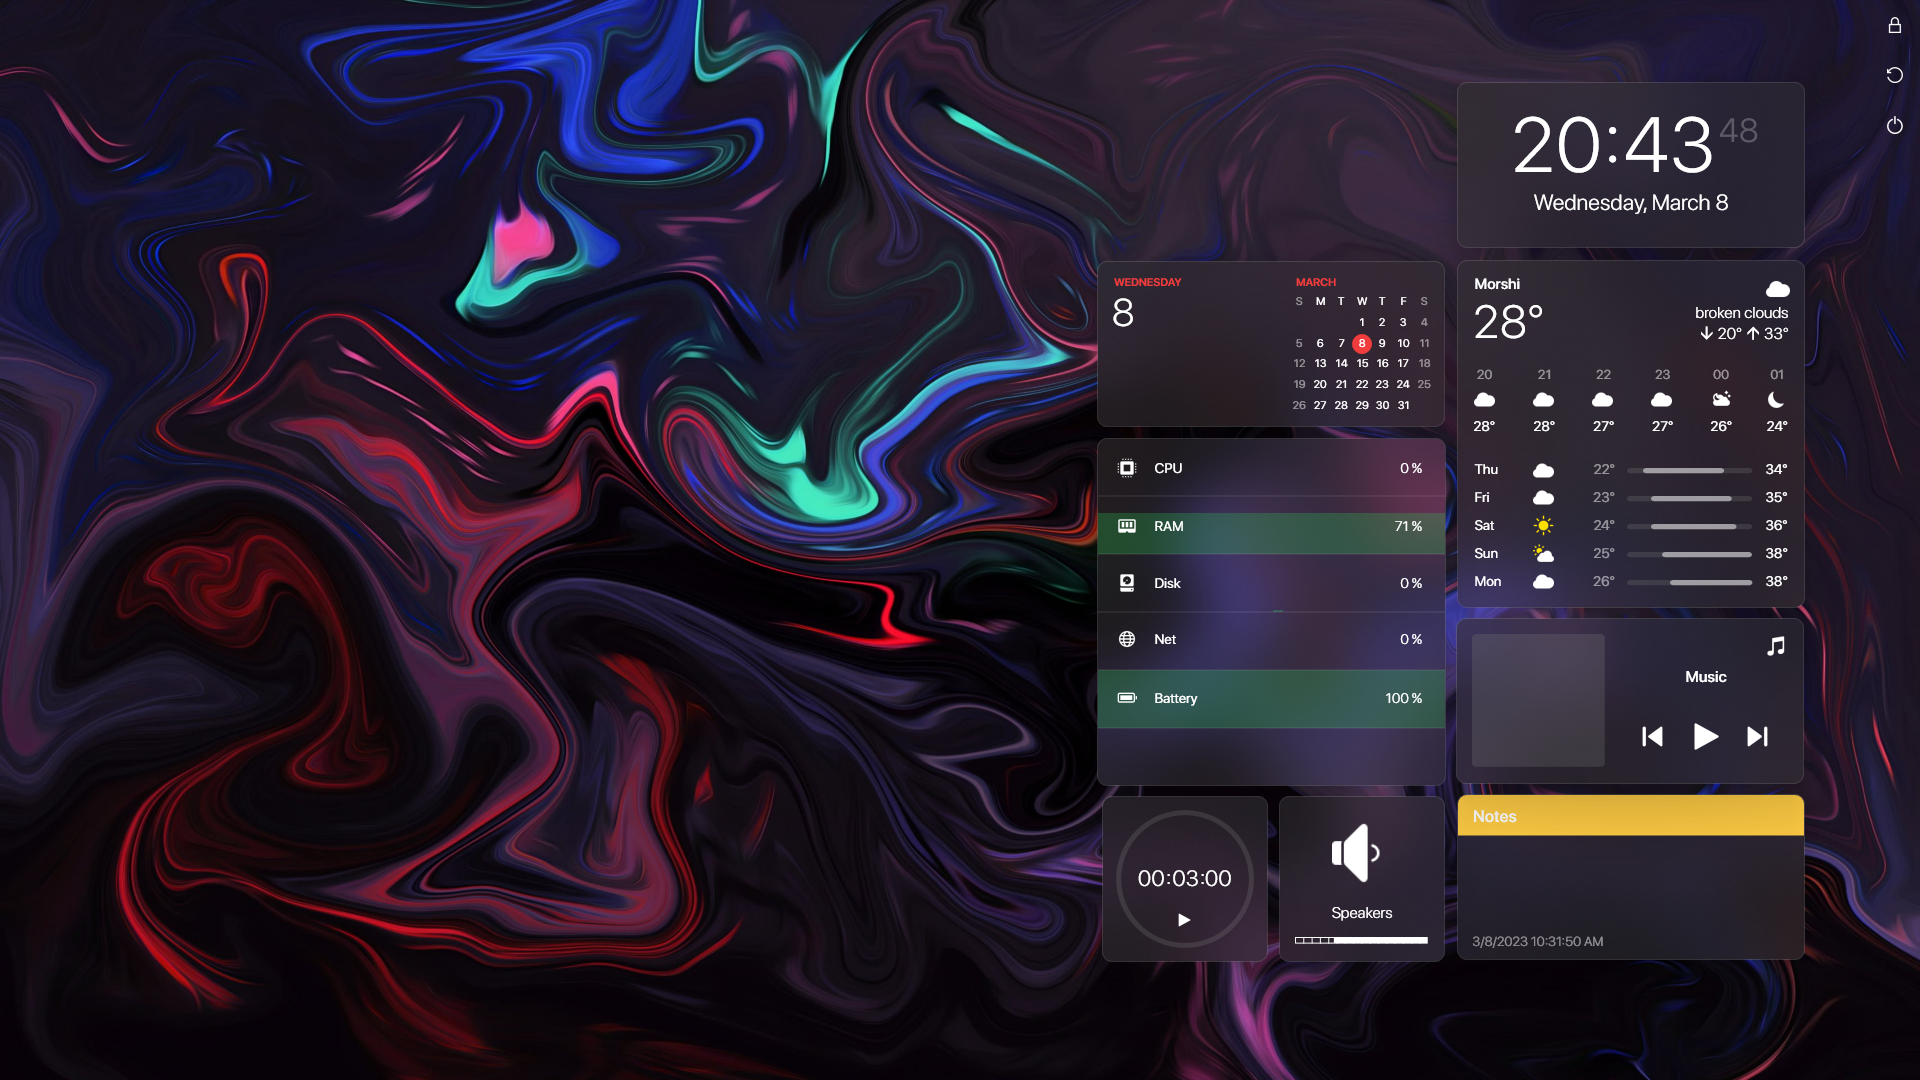 20:43 48
Wednesday, March 8
WEDNESDAY
8
MARCH
S M T W T F S
1 2 3 4
5 6 7 8 9 10 11
12 13 14 15 16 17 18
19 20 21 22 23 24 25
26 27 28 29 30 31
Morshi
28°
broken clouds
↓ 20° ↑ 33°
20 21 22 23 00 01
28° 28° 27° 27° 26° 24°
Thu 22° 34°
Fri 23° 35°
Sat 24° 36°
Sun 25° 38°
Mon 26° 38°
CPU 0 %
RAM 71 %
Disk 0 %
Net 0 %
Battery 100 %
Music
00:03:00
Speakers
Notes
3/8/2023 10:31:50 AM